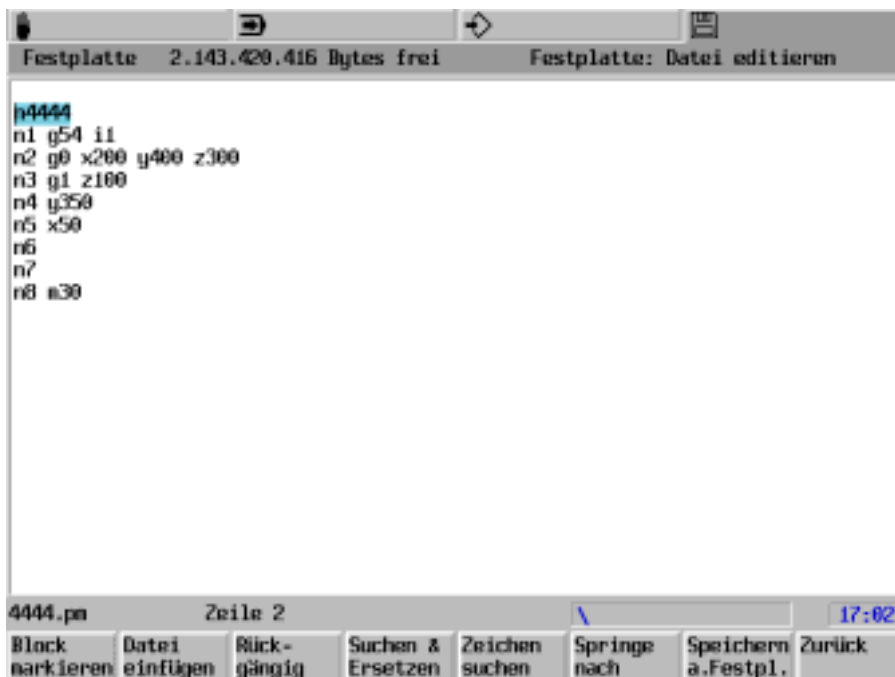 Festplatte 2.143.420.416 Bytes frei Festplatte: Datei editieren
n4444
n1 g54 i1
n2 g0 x200 y400 z300
n3 g1 z100
n4 y350
n5 x50
n6
n7
n8 m30
4444.pm Zeile 2 \ 17:02
Block markieren
Datei einfügen
Rück-
gängig
Suchen &
Ersetzen
Zeichen suchen
Springe nach
Speichern
a.Festpl.
Zurück